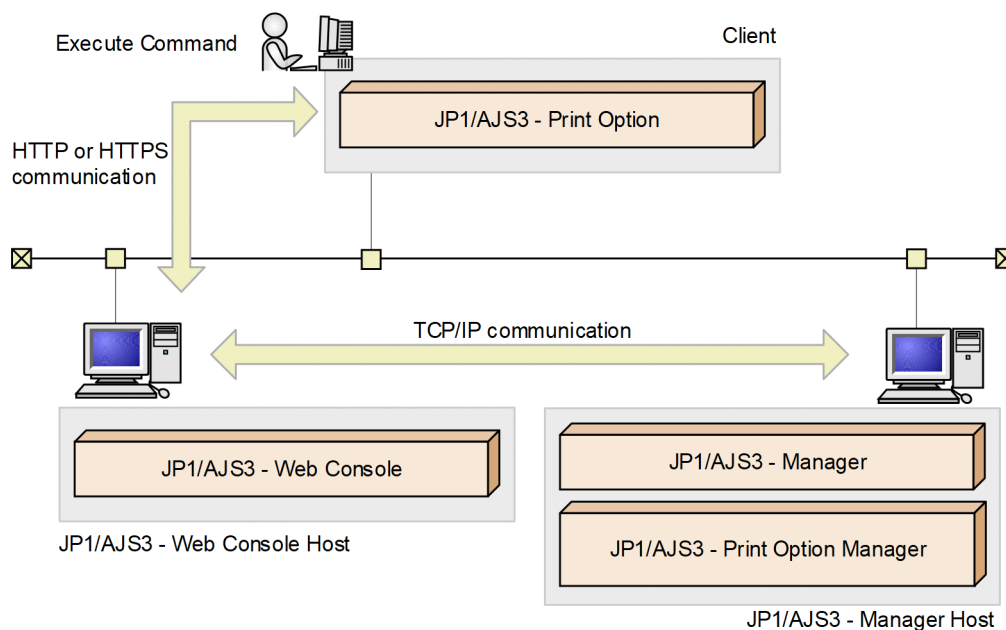 Execute Command
Client
JP1/AJS3 - Print Option
HTTP or HTTPS
communication
TCP/IP communication
JP1/AJS3 - Web Console
JP1/AJS3 - Manager
JP1/AJS3 - Web Console Host
JP1/AJS3 - Print Option Manager
JP1/AJS3 - Manager Host